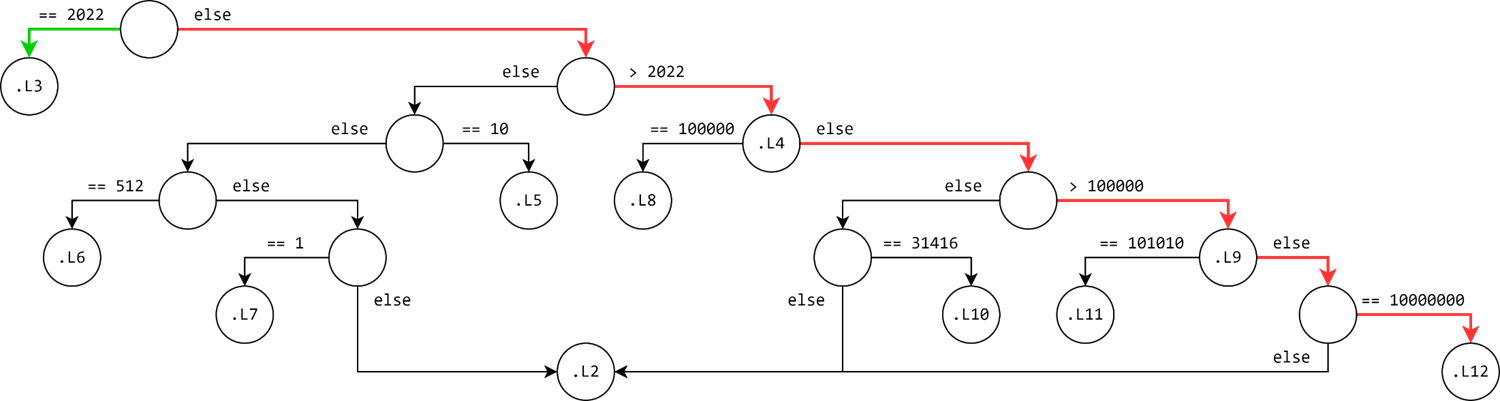 == 2022
else
.L3
else
> 2022
else
== 10
== 100000
.L4
else
== 512
else
.L5
.L8
else
> 100000
.L6
== 1
.L7
else
== 31416
else
.L10
== 101010
.L9
else
.L11
== 10000000
else
.L2
.L12